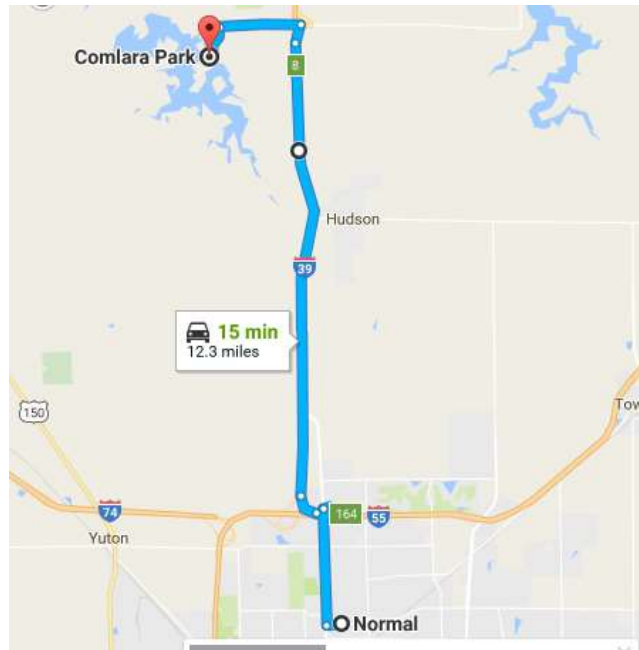 Comlara Park
8
Hudson
39
15 min
12.3 miles
150
Tow
74
164
55
Yuton
Normal